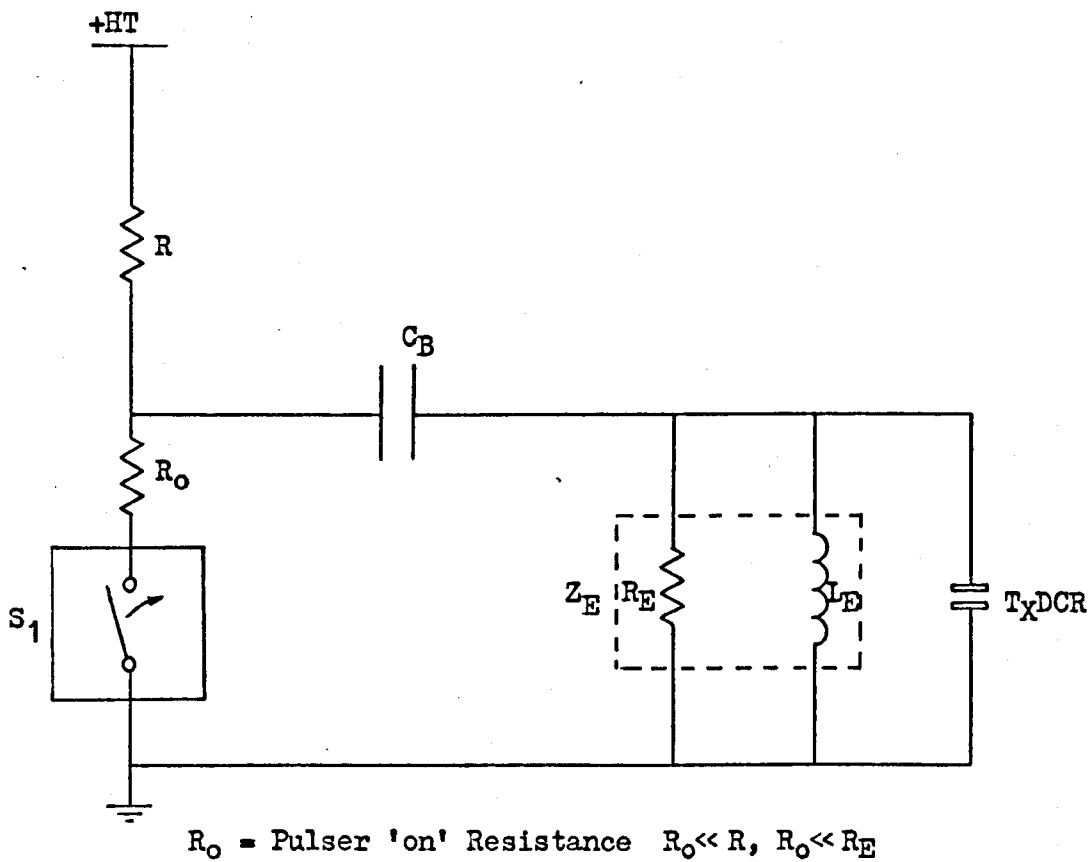 +HT
R
C_B
R_o
S_1
Z_E
R_E
L_E
T_XDCR
R_o = Pulser 'on' Resistance R_o<< R, R_o<< R_E